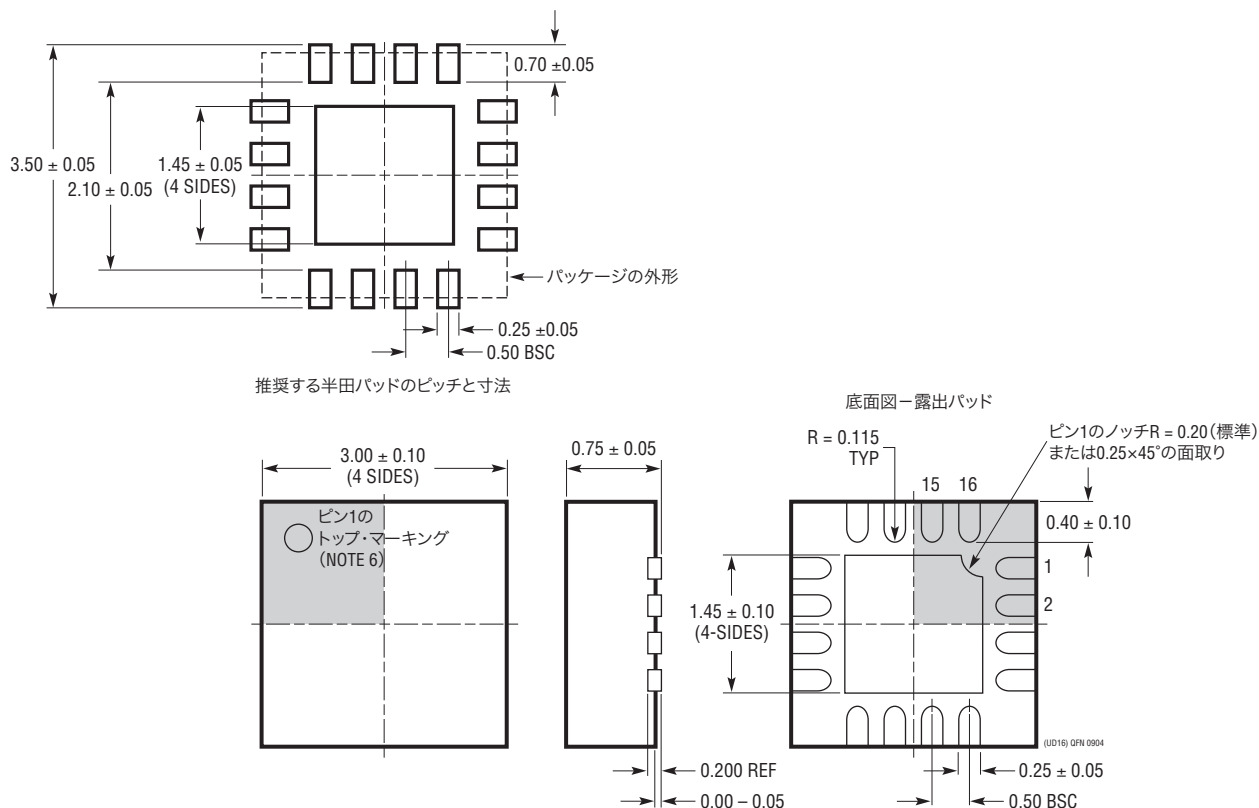 0.70 ±0.05
3.50 ± 0.05
2.10 ± 0.05
1.45 ± 0.05
(4 SIDES)
パッケージの外形
0.25 ±0.05
0.50 BSC
推奨する半田パッドのピッチと寸法
底面図－露出パッド
3.00 ± 0.10
(4 SIDES)
0.75 ± 0.05
R = 0.115
TYP
ピン1のノッチR = 0.20（標準）
または0.25×45°の面取り
15
16
0.40 ± 0.10
ピン1の
トップ・マーキング
(NOTE 6)
1
2
1.45 ± 0.10
(4-SIDES)
(UD16) QFN 0904
0.200 REF
0.00 – 0.05
0.25 ± 0.05
0.50 BSC